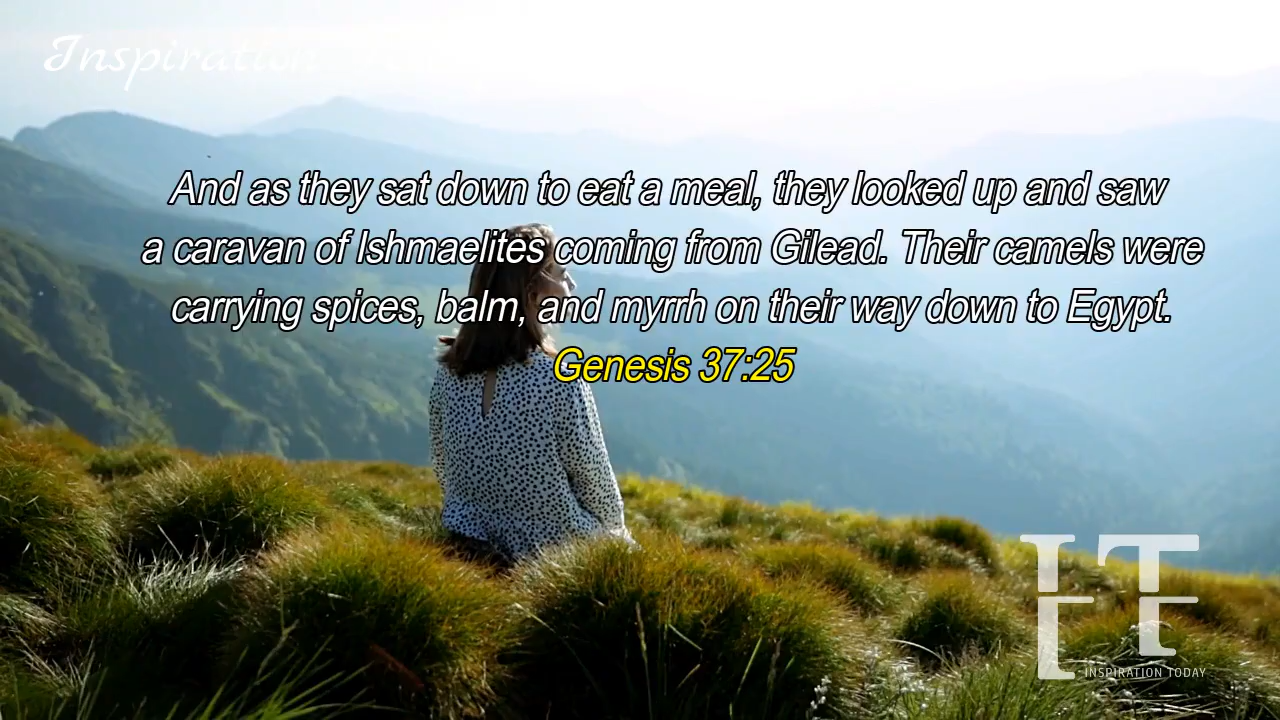 Inspiration
And as they sat down to eat a meal, they looked up and saw
a caravan of Ishmaelites coming from Gilead. Their camels were
carrying spices, balm, and myrrh on their way down to Egypt.
Genesis 37:25
IT
INSPIRATION TODAY